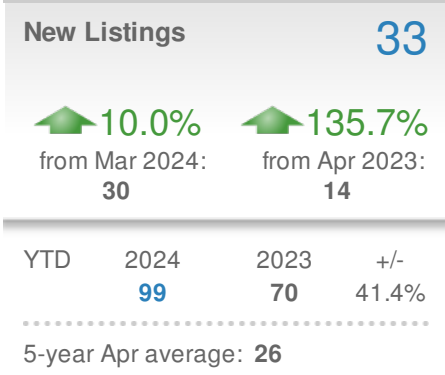 New Listings 33
10.0% 135.7%
from Mar 2024: from Apr 2023:
30 14
YTD 2024 2023 +/-
99 70 41.4%
5-year Apr average: 26